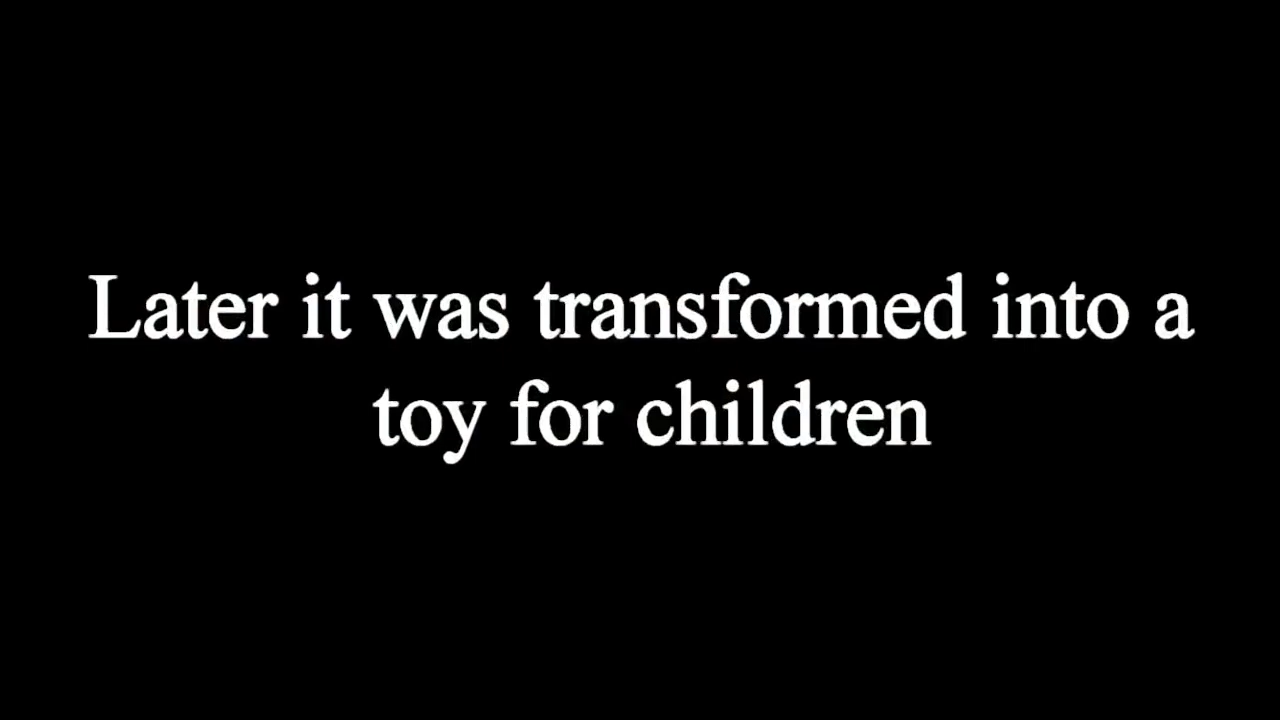 Later it was transformed into a
toy for children